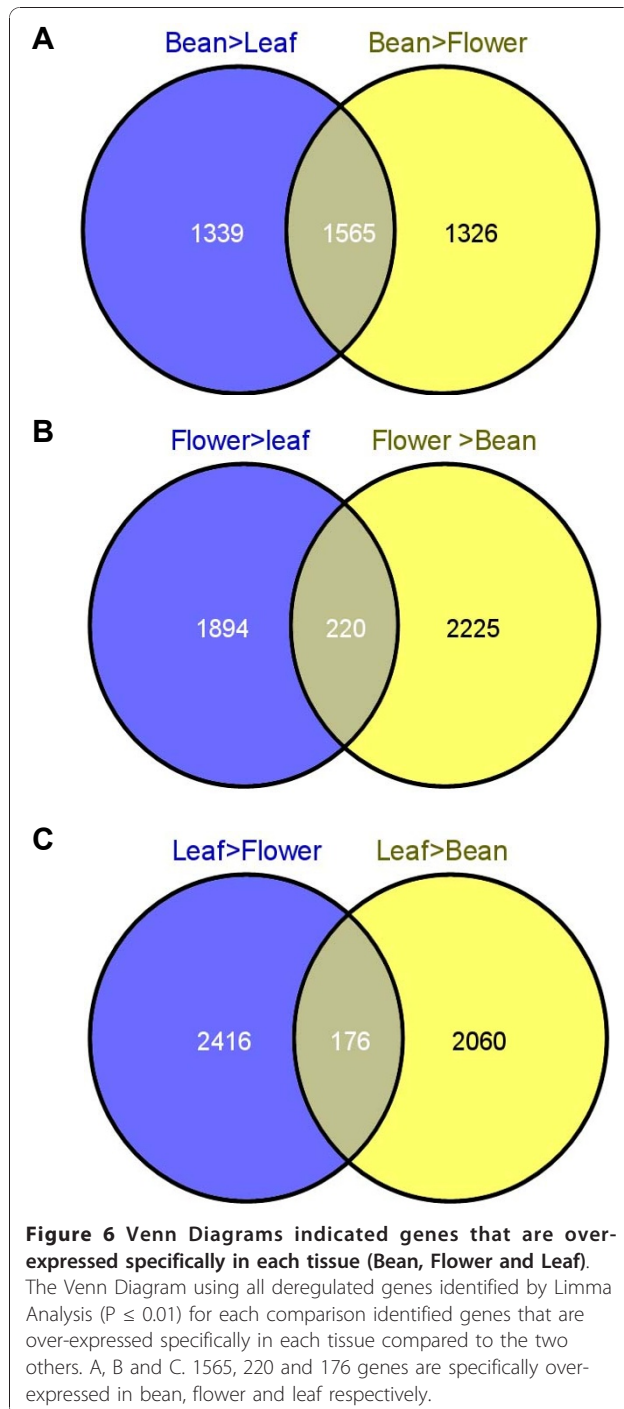 A
Bean>Leaf Bean>Flower
1339 1565 1326
B
Flower>leaf Flower >Bean
1894 220 2225
C
Leaf>Flower Leaf>Bean
2416 176 2060
Figure 6 Venn Diagrams indicated genes that are over-
expressed specifically in each tissue (Bean, Flower and Leaf).
The Venn Diagram using all deregulated genes identified by Limma
Analysis (P ≤ 0.01) for each comparison identified genes that are
over-expressed specifically in each tissue compared to the two
others. A, B and C. 1565, 220 and 176 genes are specifically over-
expressed in bean, flower and leaf respectively.